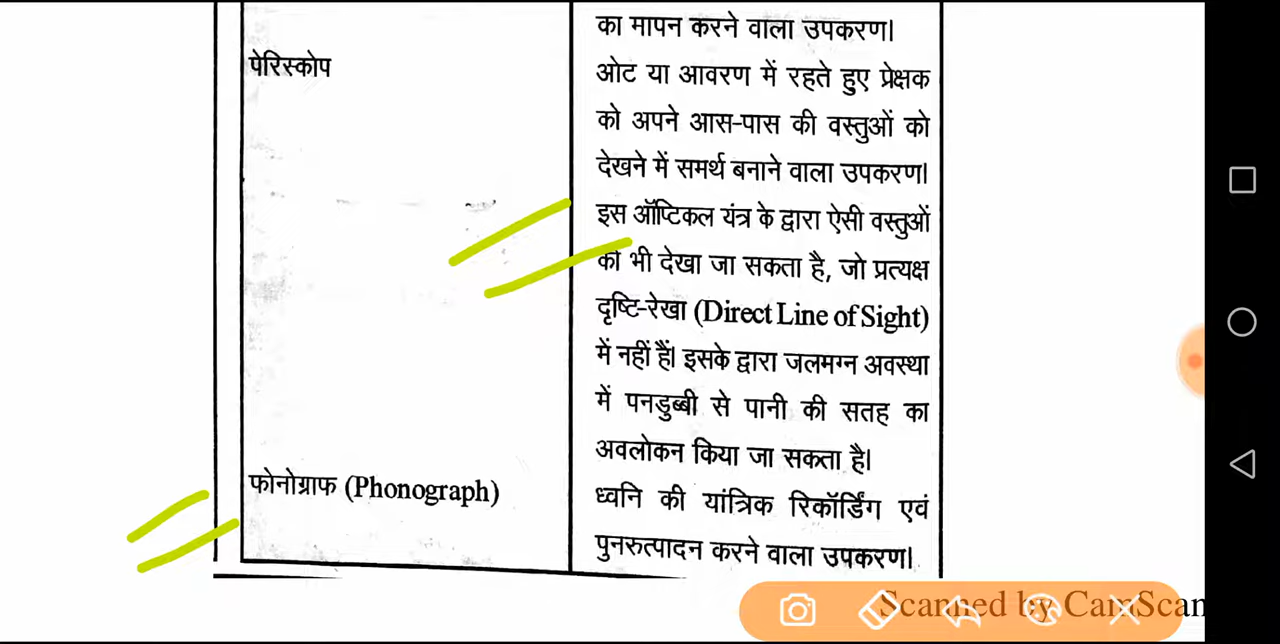 का मापन करने वाला उपकरण।
पेरिस्कोप
ओट या आवरण में रहते हुए प्रेक्षक
को अपने आस-पास की वस्तुओं को
देखने में समर्थ बनाने वाला उपकरण।
इस ऑप्टिकल यंत्र के द्वारा ऐसी वस्तुओं
को भी देखा जा सकता है, जो प्रत्यक्ष
दृष्टि-रेखा (Direct Line of Sight)
में नहीं हैं। इसके द्वारा जलमग्न अवस्था
में पनडुब्बी से पानी की सतह का
अवलोकन किया जा सकता है।
फोनोग्राफ (Phonograph)
ध्वनि की यांत्रिक रिकॉर्डिंग एवं
पुनरुत्पादन करने वाला उपकरण।
Scanned by CamScan